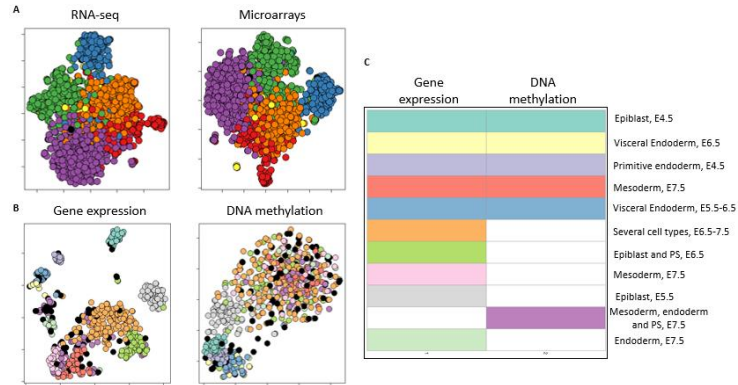 A
RNA-seq
Microarrays
B
Gene expression
DNA methylation
C
Gene
expression
DNA
methylation
Epiblast, E4.5
Visceral Endoderm, E6.5
Primitive endoderm, E4.5
Mesoderm, E7.5
Visceral Endoderm, E5.5-6.5
Several cell types, E6.5-7.5
Epiblast and PS, E6.5
Mesoderm, E7.5
Epiblast, E5.5
Mesoderm, endoderm
and PS, E7.5
Endoderm, E7.5